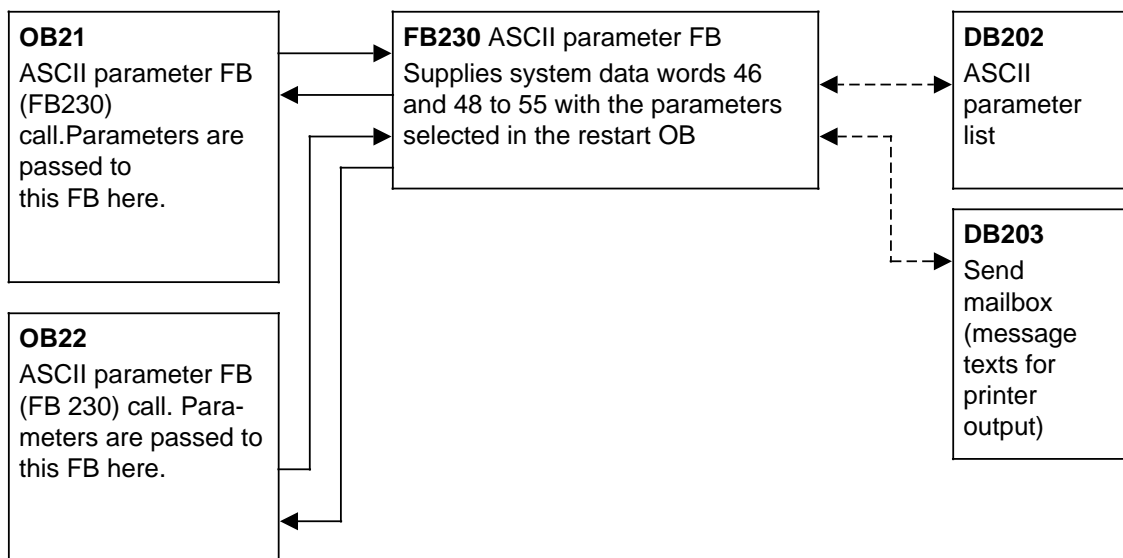 OB21
ASCII parameter FB
(FB230)
call.Parameters are
passed to
this FB here.
OB22
ASCII parameter FB
(FB 230) call. Para-
meters are passed to
this FB here.
FB230 ASCII parameter FB
Supplies system data words 46
and 48 to 55 with the parameters
selected in the restart OB
DB202
ASCII
parameter
list
DB203
Send
mailbox
(message
texts for
printer
output)